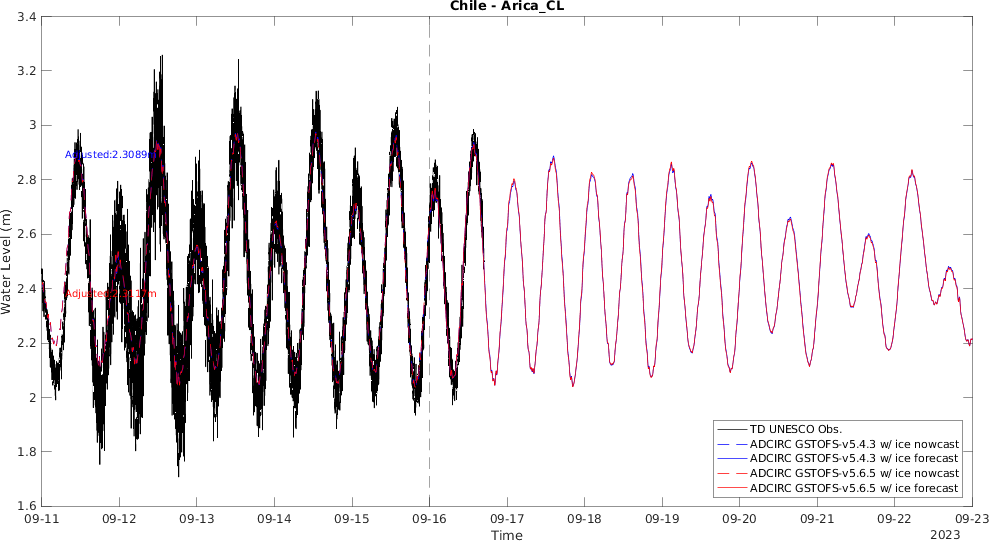 Chile - Arica_CL
3.4
3.2
3
2.8
2.6
2.4
2.2
2
1.8
1.6
Water Level (m)
Adjusted:2.3089
TD UNESCO Obs.
ADCIRC GSTOFS-v5.4.3 w/ ice nowcast
ADCIRC GSTOFS-v5.4.3 w/ ice forecast
ADCIRC GSTOFS-v5.6.5 w/ ice nowcast
ADCIRC GSTOFS-v5.6.5 w/ ice forecast
09-11 09-12 09-13 09-14 09-15 09-16 09-17 09-18 09-19 09-20 09-21 09-22 09-23
Time
2023